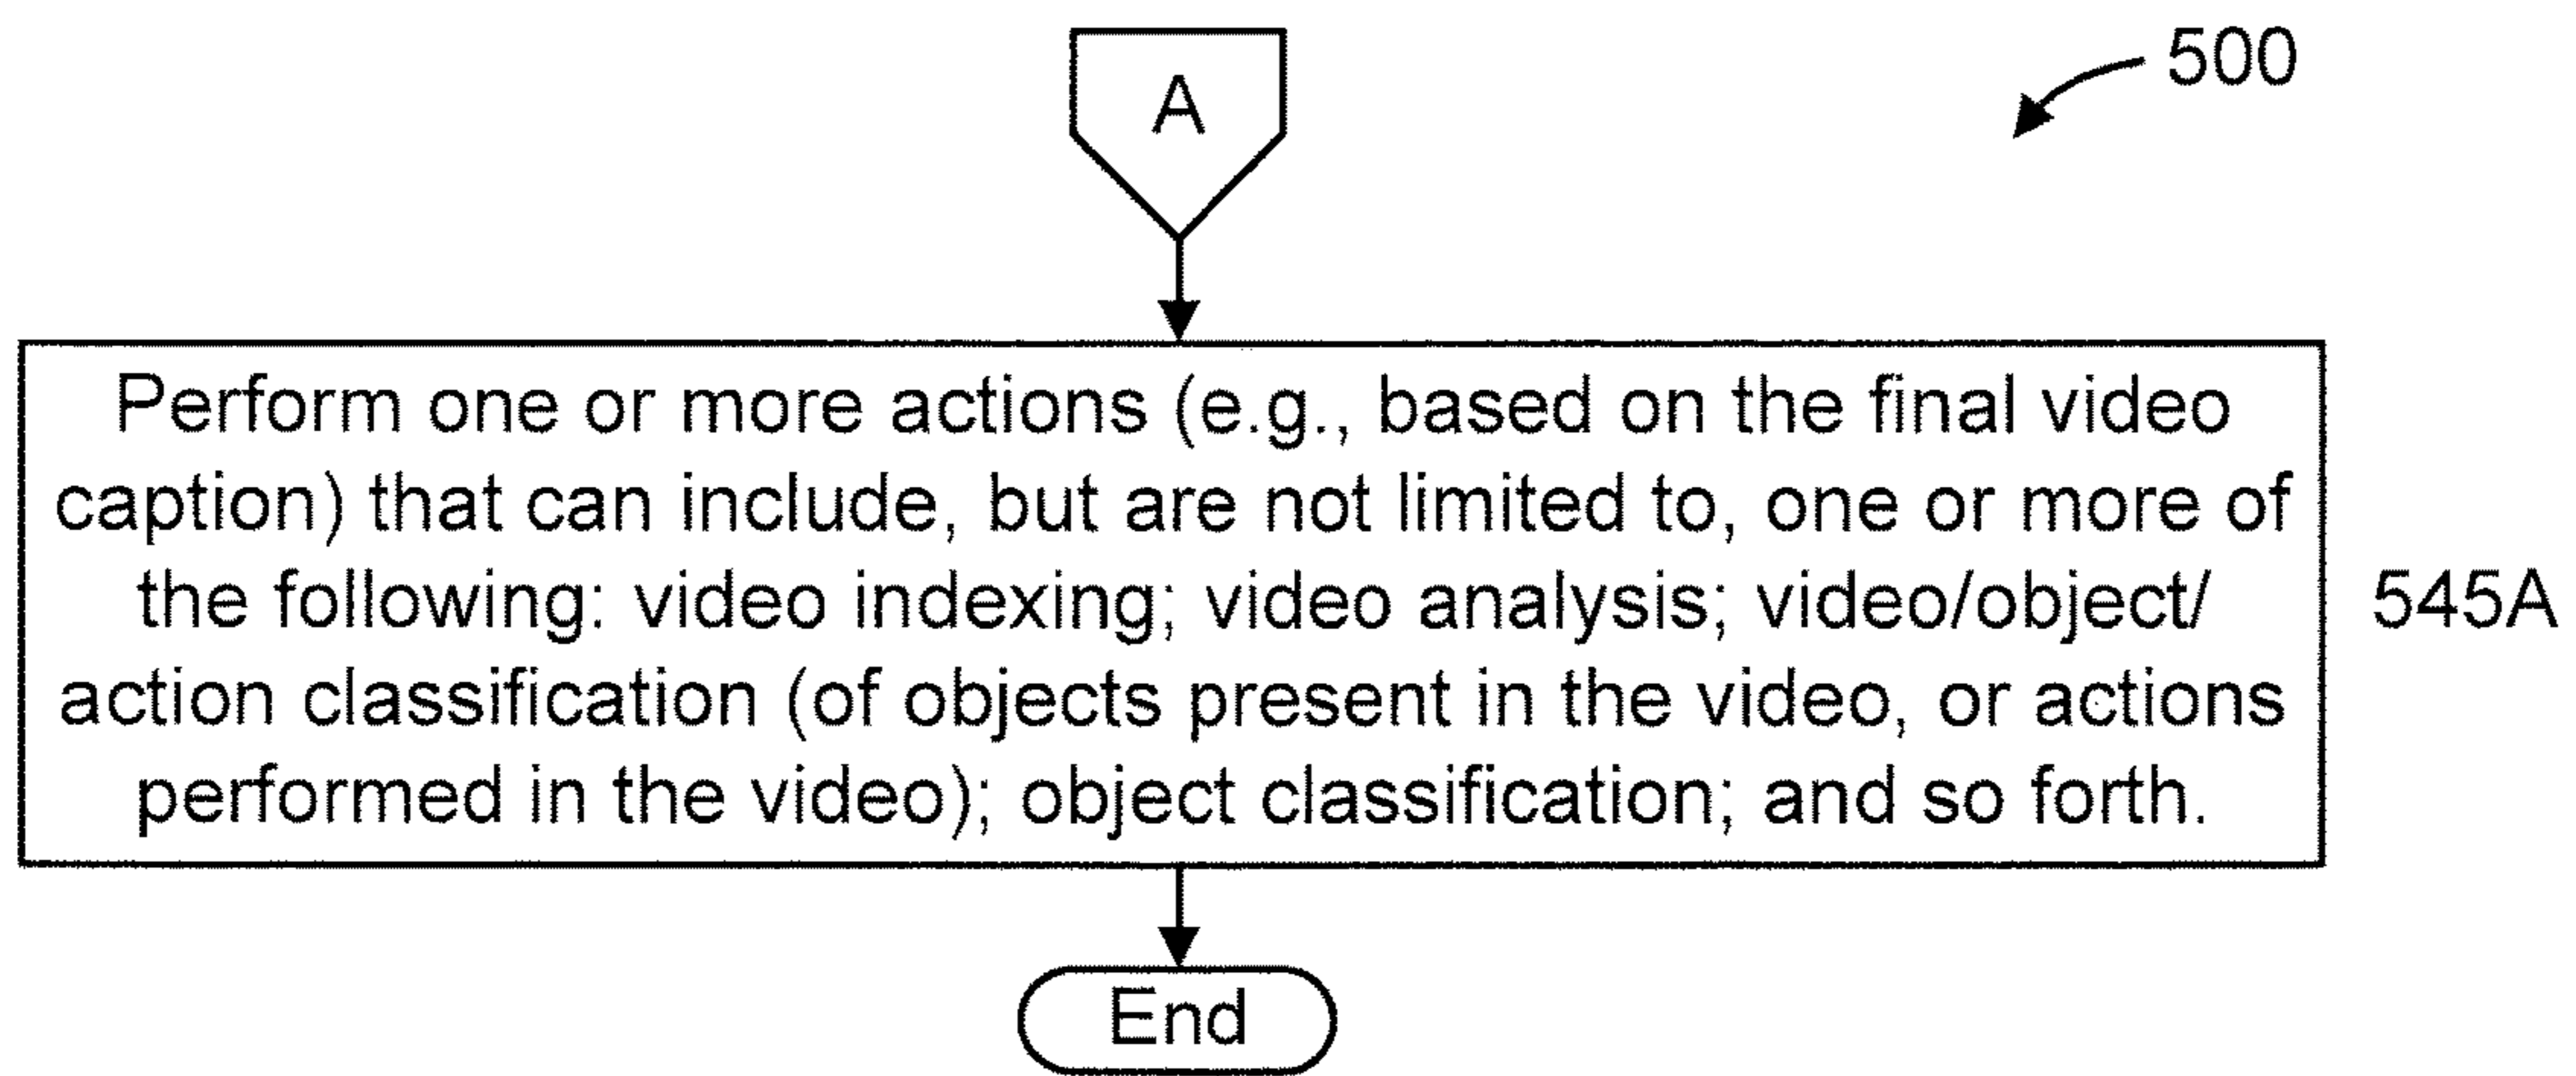 500
A
Perform one or more actions (e.g., based on the final video
caption) that can include, but are not limited to, one or more of
the following: video indexing; video analysis; video/object/
action classification (of objects present in the video, or actions
performed in the video); object classification; and so forth.
545A
End